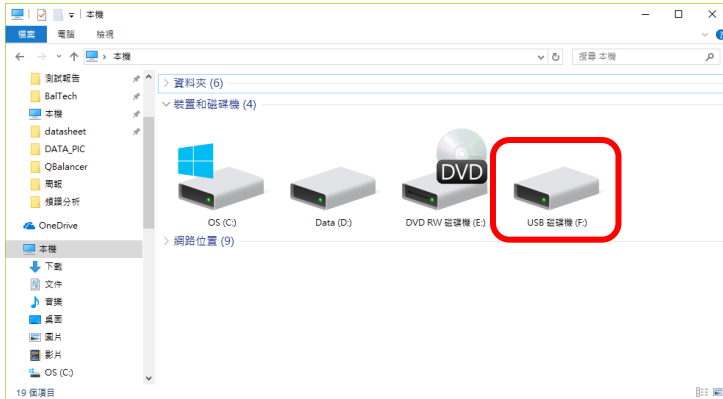 本機
檔案 電腦 檢視
本機 搜尋 本機
測試報告
BalTech
本機
datasheet
DATA_PIC
QBalancer
周報
頻譜分析
OneDrive
本機
下載
文件
音樂
桌面
圖片
影片
OS (C:)
資料夾 (6)
裝置和磁碟機 (4)
DVD
OS (C:) Data (D:) DVD RW 磁碟機 (E:) USB 磁碟機 (F:)
網路位置 (9)
19 個項目